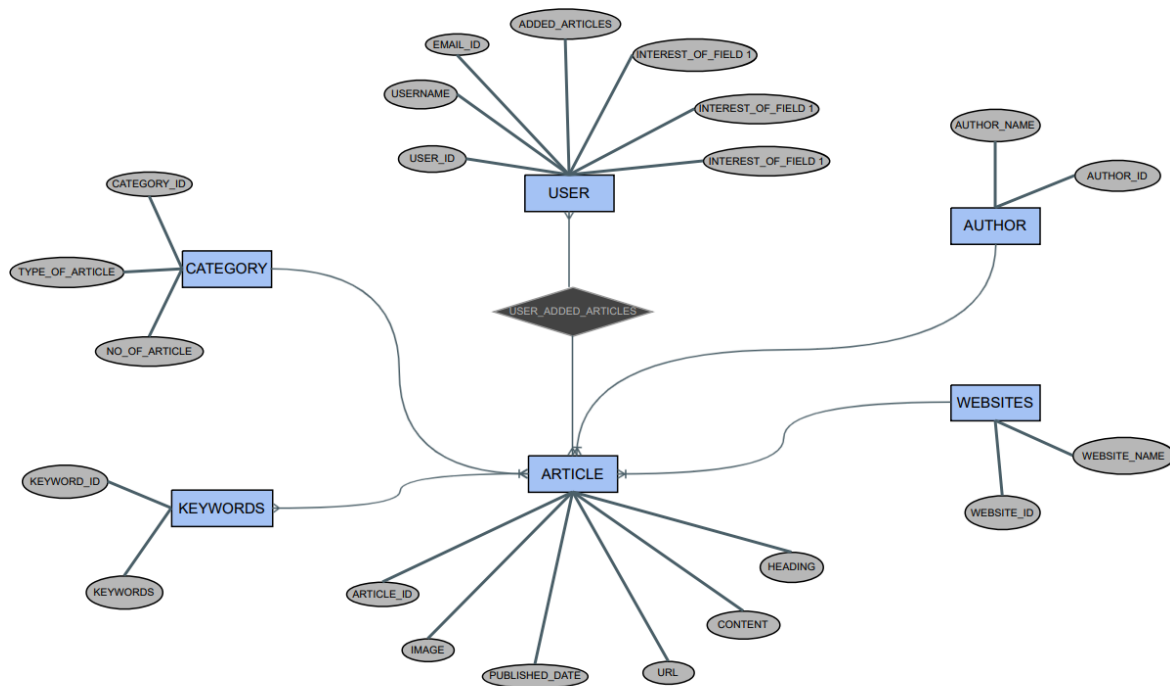 ADDED_ARTICLES
EMAIL_ID
INTEREST_OF_FIELD 1
USERNAME
INTEREST_OF_FIELD 1
AUTHOR_NAME
USER_ID
INTEREST_OF_FIELD 1
AUTHOR_ID
CATEGORY_ID
USER
AUTHOR
CATEGORY
TYPE_OF_ARTICLE
USER_ADDED_ARTICLES
NO_OF_ARTICLE
WEBSITES
WEBSITE_NAME
ARTICLE
KEYWORD_ID
KEYWORDS
WEBSITE_ID
HEADING
KEYWORDS
ARTICLE_ID
CONTENT
IMAGE
URL
PUBLISHED_DATE